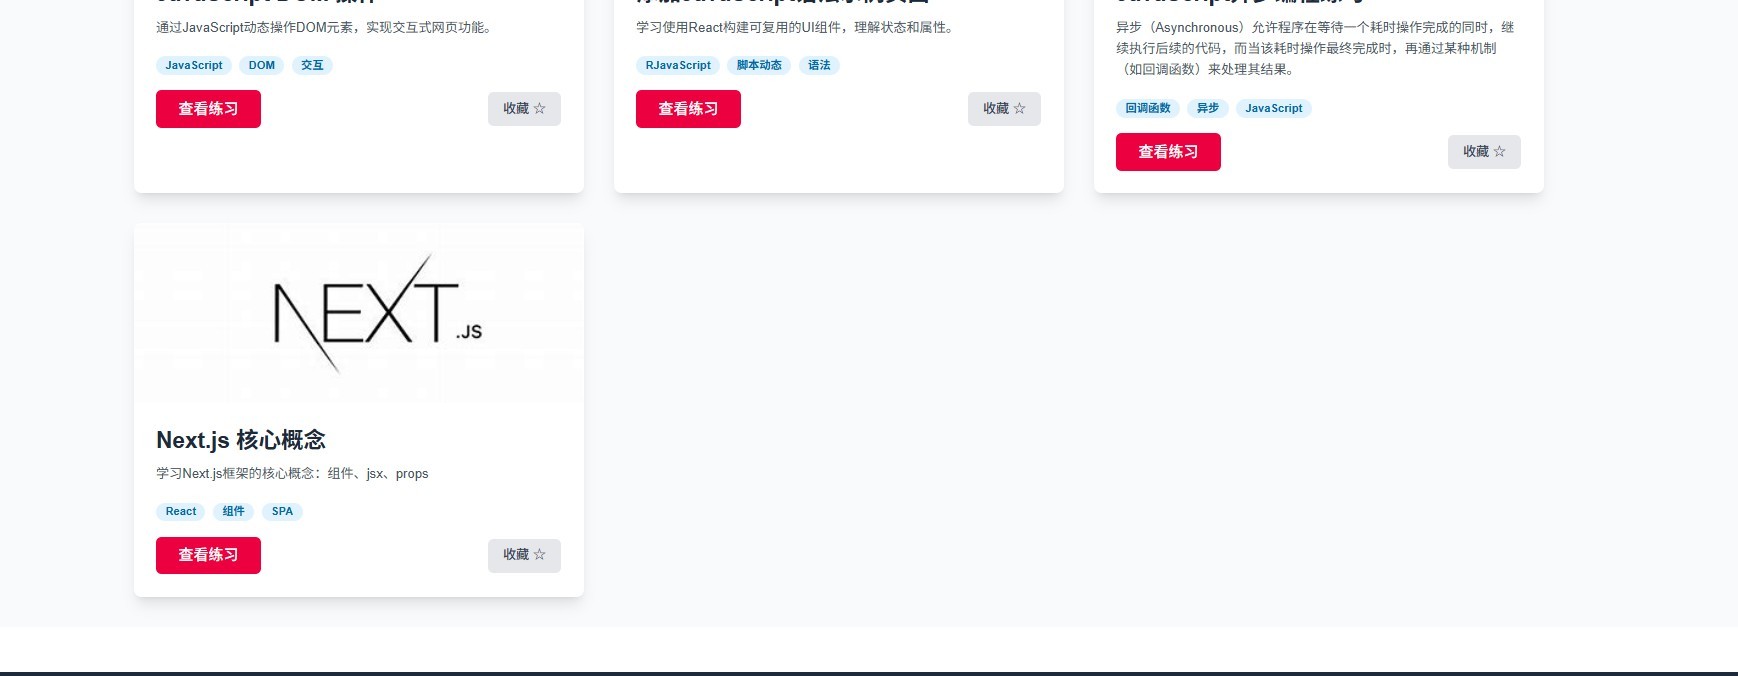 通过JavaScript动态操作DOM元素，实现交互式网页功能。
JavaScript DOM 交互
查看练习 收藏 ☆
学习使用React构建可复用的UI组件，理解状态和属性。
RJavaScript 脚本动态 语法
查看练习 收藏 ☆
异步（Asynchronous）允许程序在等待一个耗时操作完成的同时，继
续执行后续的代码，而当该耗时操作最终完成时，再通过某种机制
（如回调函数）来处理其结果。
回调函数 异步 JavaScript
查看练习 收藏 ☆
NEXT.JS
Next.js 核心概念
学习Next.js框架的核心概念：组件、jsx、props
React 组件 SPA
查看练习 收藏 ☆